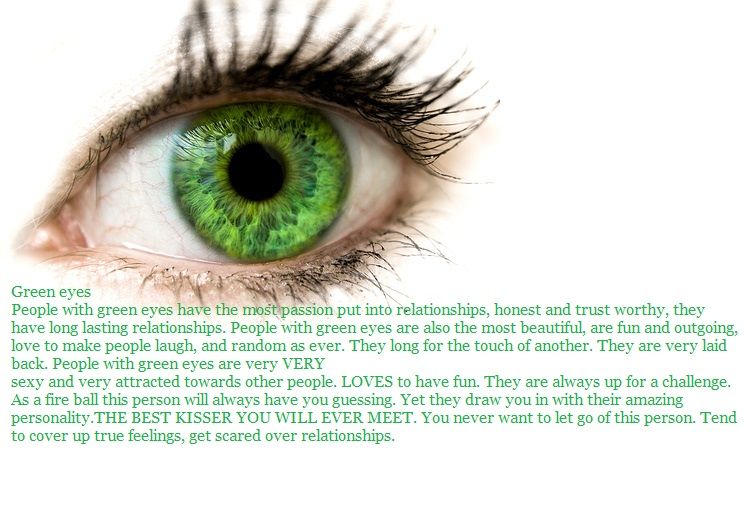 Green eyes
People with green eyes have the most passion put into relationships, honest and trust worthy, they
have long lasting relationships. People with green eyes are also the most beautiful, are fun and outgoing,
love to make people laugh, and random as ever. They long for the touch of another. They are very laid
back. People with green eyes are very VERY
sexy and very attracted towards other people. LOVES to have fun. They are always up for a challenge.
As a fire ball this person will always have you guessing. Yet they draw you in with their amazing
personality.THE BEST KISSER YOU WILL EVER MEET. You never want to let go of this person. Tend
to cover up true feelings, get scared over relationships.